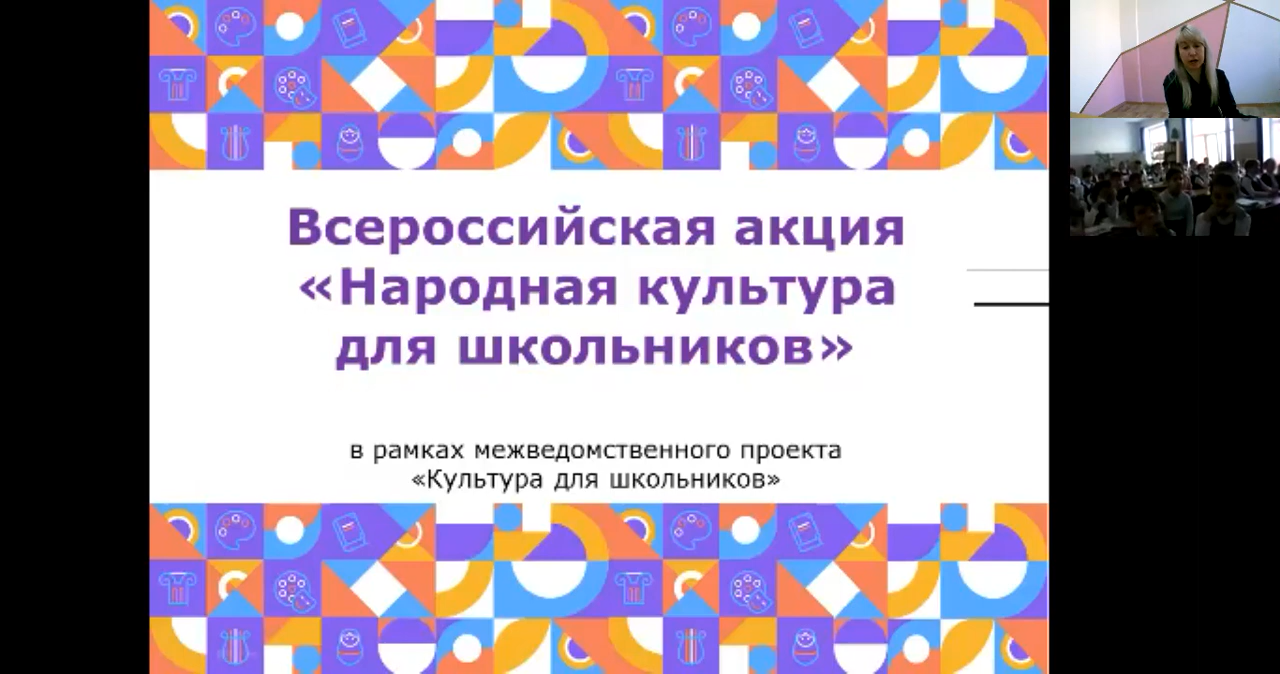 Всероссийская акция
«Народная культура
для школьников»
в рамках межведомственного проекта
«Культура для школьников»